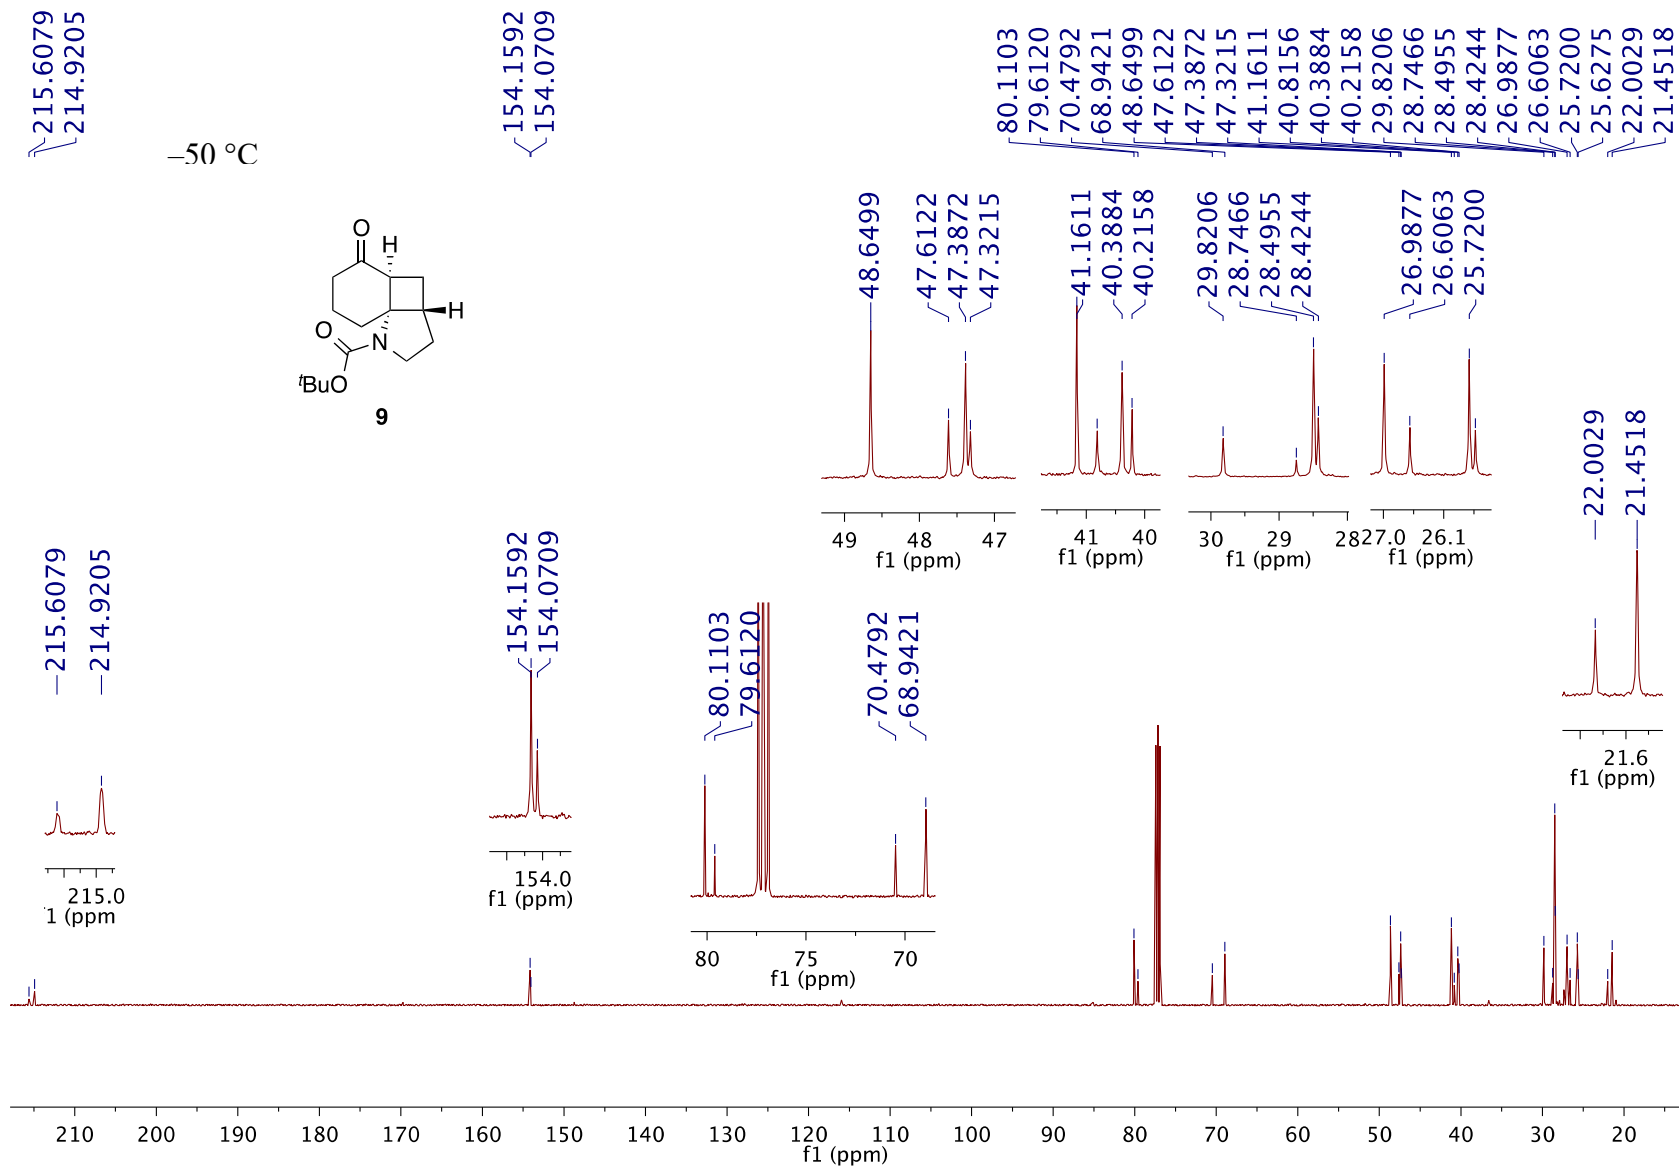 215.6079
214.9205
154.1592
154.0709
80.1103
79.6120
70.4792
68.9421
48.6499
47.6122
47.3872
47.3215
41.1611
40.8156
40.3884
40.2158
29.8206
28.7466
28.4955
28.4244
26.9877
26.6063
25.7200
25.6275
22.0029
21.4518
–50 °C
O
H
H
O
N
tBuO
9
48.6499
47.6122
47.3872
47.3215
41.1611
40.3884
40.2158
29.8206
28.7466
28.4955
28.4244
26.9877
26.6063
25.7200
49 48 47
f1 (ppm)
41 40
f1 (ppm)
30 29 28
f1 (ppm)
27.0 26.1
f1 (ppm)
22.0029
21.4518
21.6
f1 (ppm)
215.6079
214.9205
215.0
1 (ppm
154.1592
154.0709
154.0
f1 (ppm)
80.1103
79.6120
70.4792
68.9421
80 75 70
f1 (ppm)
210 200 190 180 170 160 150 140 130 120 110 100 90 80 70 60 50 40 30 20
f1 (ppm)